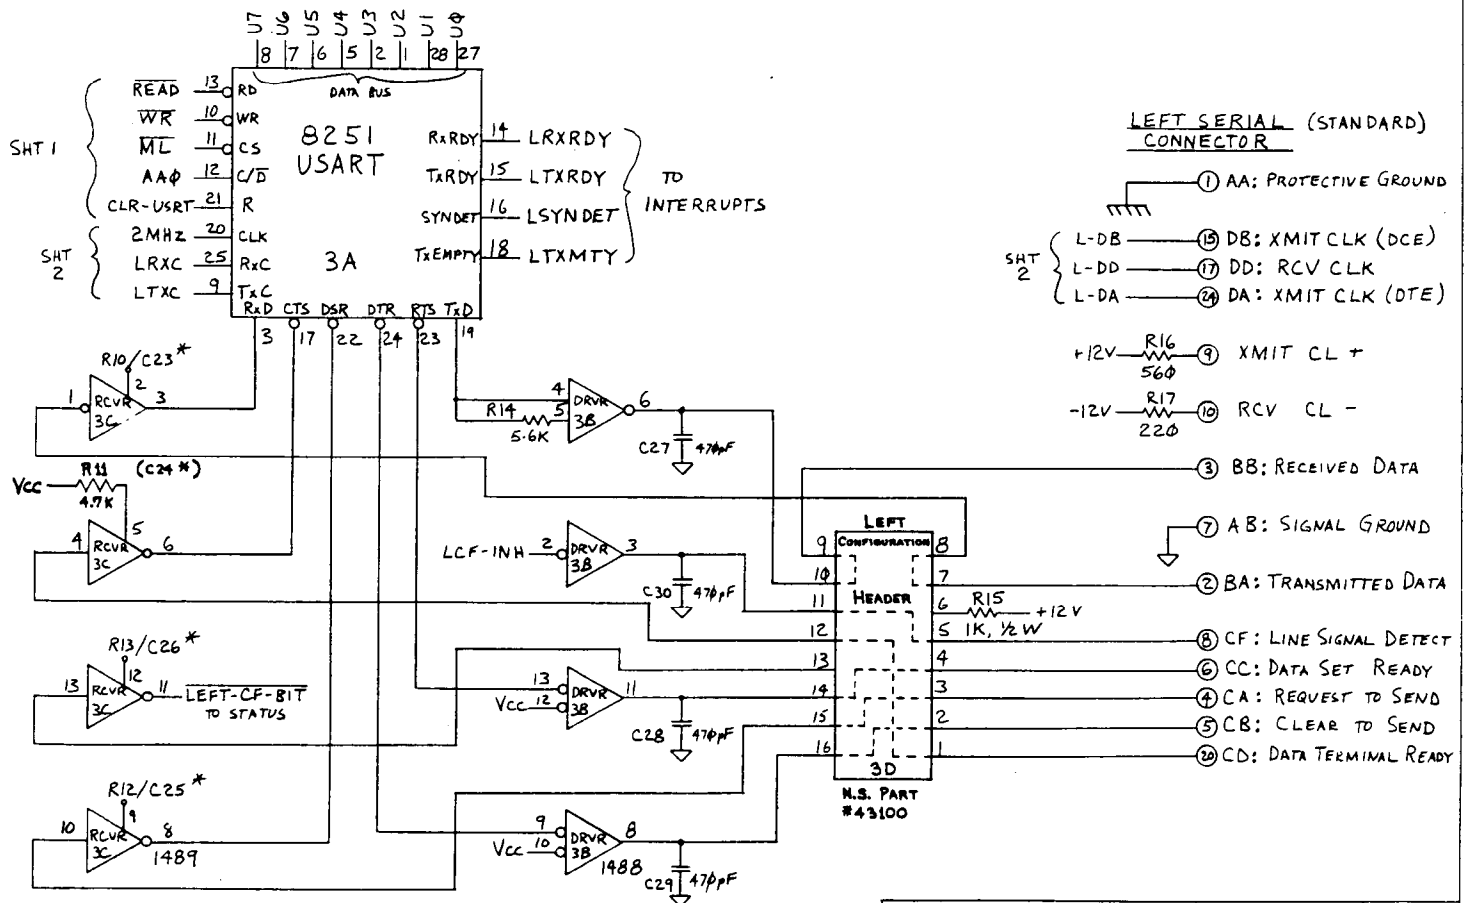 U7 U6 U5 U4 U3 U2 U1 UΦ
8 7 6 5 2 1 28 27
DATA BUS
8251
USART
3A
SHT 1
READ 13 RD
WR 10 WR
ML 11 CS
AAΦ 12 C/D
CLR-USRT 21 R
SHT
2
2MHZ 20 CLK
LRXC 25 RxC
LTXC 9 TxC
RxRDY 14 LRXRDY
TxRDY 15 LTXRDY
SYNDET 16 LSYNDET
TxEMPTY 18 LTXMTY
TO
INTERRUPTS
RxD CTS DSR DTR RTS TxD
3 17 22 24 23 19
R10/C23*
1 RCVR 2 3
3C
R11 (C24*)
Vcc 4.7K
4 RCVR 5 6
3C
R13/C26*
13 RCVR 12 11 LEFT-CF-BIT
3C TO STATUS
R12/C25*
10 RCVR 9 8
3C 1489
R14 5.6K
4 5 DRVR 6
3B
C27 47ΦpF
LCF-INH 2 DRVR 3
3B
C30 47ΦpF
13 DRVR 11
Vcc 12 3B
C28 47ΦpF
9 DRVR 8
Vcc 10 3B
1488
C29 47ΦpF
LEFT
CONFIGURATION
HEADER
9 8
1Φ 7
11 6
12 5
13 4
14 3
15 2
16 1
3D
N.S. PART
#43100
R15 +12V
1K, 1/2 W
LEFT SERIAL (STANDARD)
CONNECTOR
1 AA: PROTECTIVE GROUND
SHT
2
L-DB 15 DB: XMIT CLK (DCE)
L-DD 17 DD: RCV CLK
L-DA 24 DA: XMIT CLK (DTE)
+12V R16 9 XMIT CL +
56Φ
-12V R17 10 RCV CL -
22Φ
3 BB: RECEIVED DATA
7 AB: SIGNAL GROUND
2 BA: TRANSMITTED DATA
8 CF: LINE SIGNAL DETECT
6 CC: DATA SET READY
4 CA: REQUEST TO SEND
5 CB: CLEAR TO SEND
20 CD: DATA TERMINAL READY